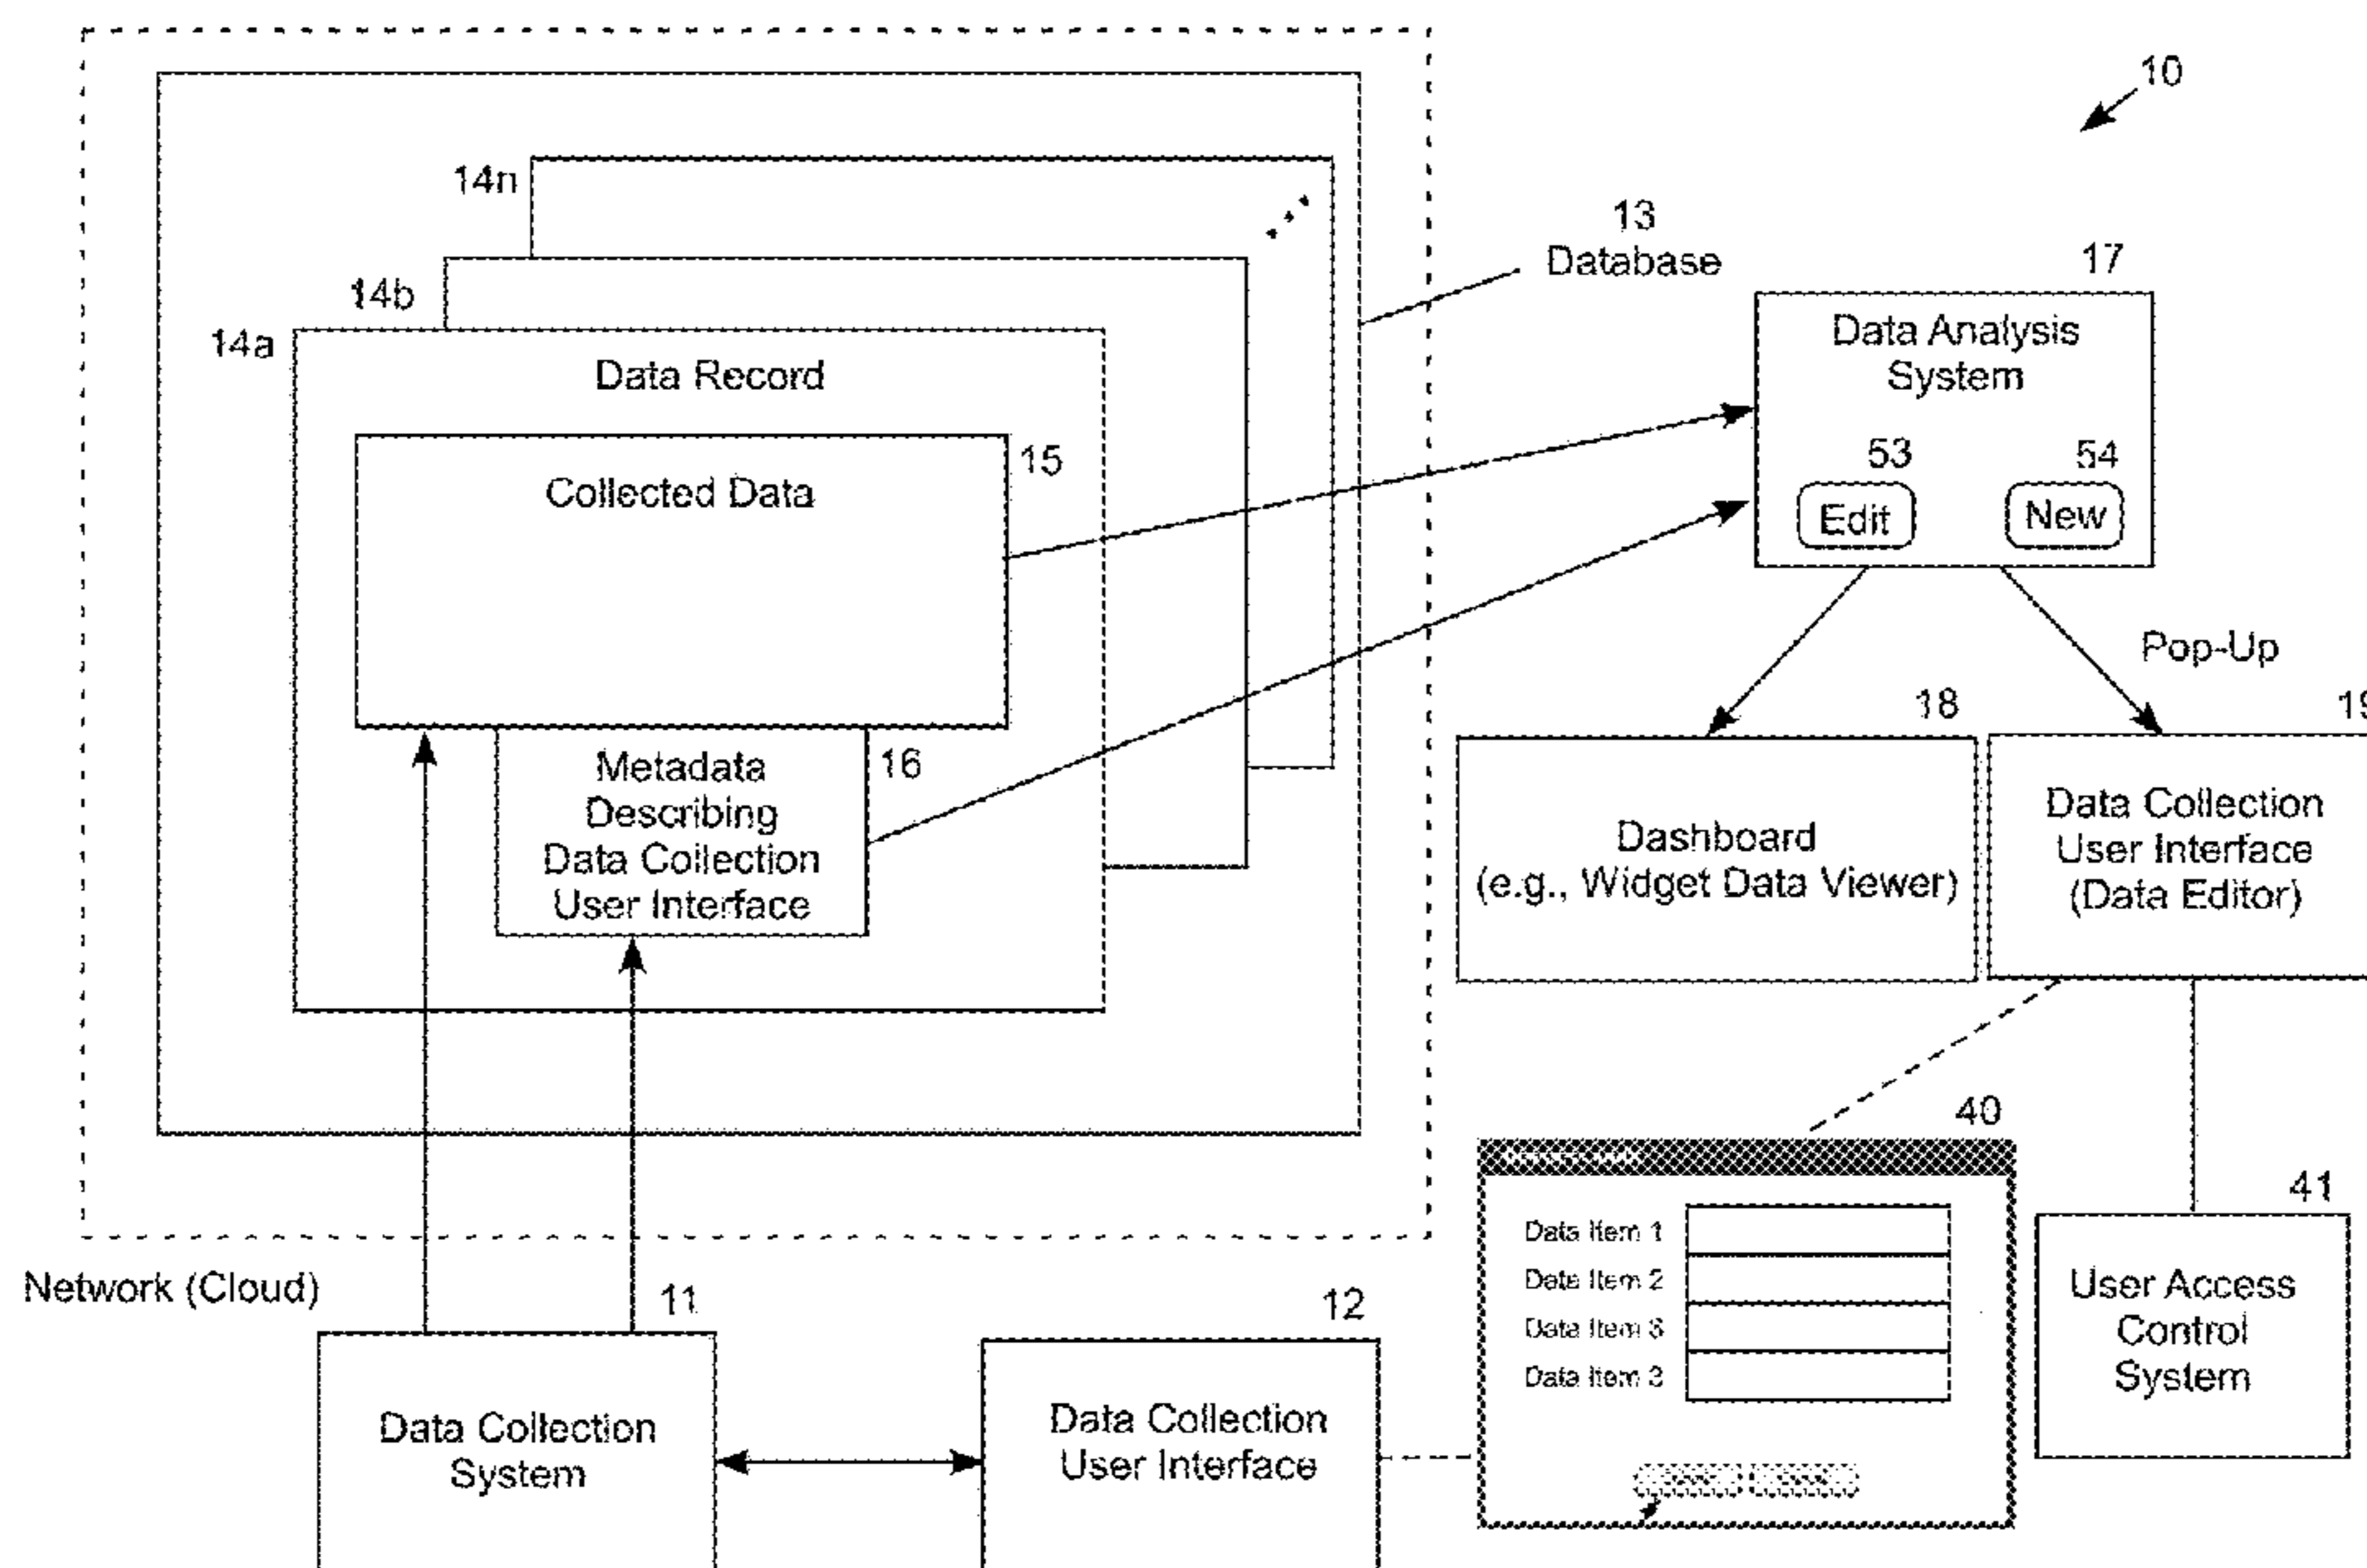 10
14n
13
Database
17
14b
14a
Data Record
Data Analysis
System
15
53
54
Collected Data
Edit
New
Pop-Up
18
19
16
Metadata
Describing
Data Collection
User Interface
Dashboard
(e.g., Widget Data Viewer)
Data Collection
User Interface
(Data Editor)
40
41
Data Item 1
Data Item 2
Data Item 3
Data Item 3
User Access
Control
System
Network (Cloud)
11
12
Data Collection
System
Data Collection
User Interface